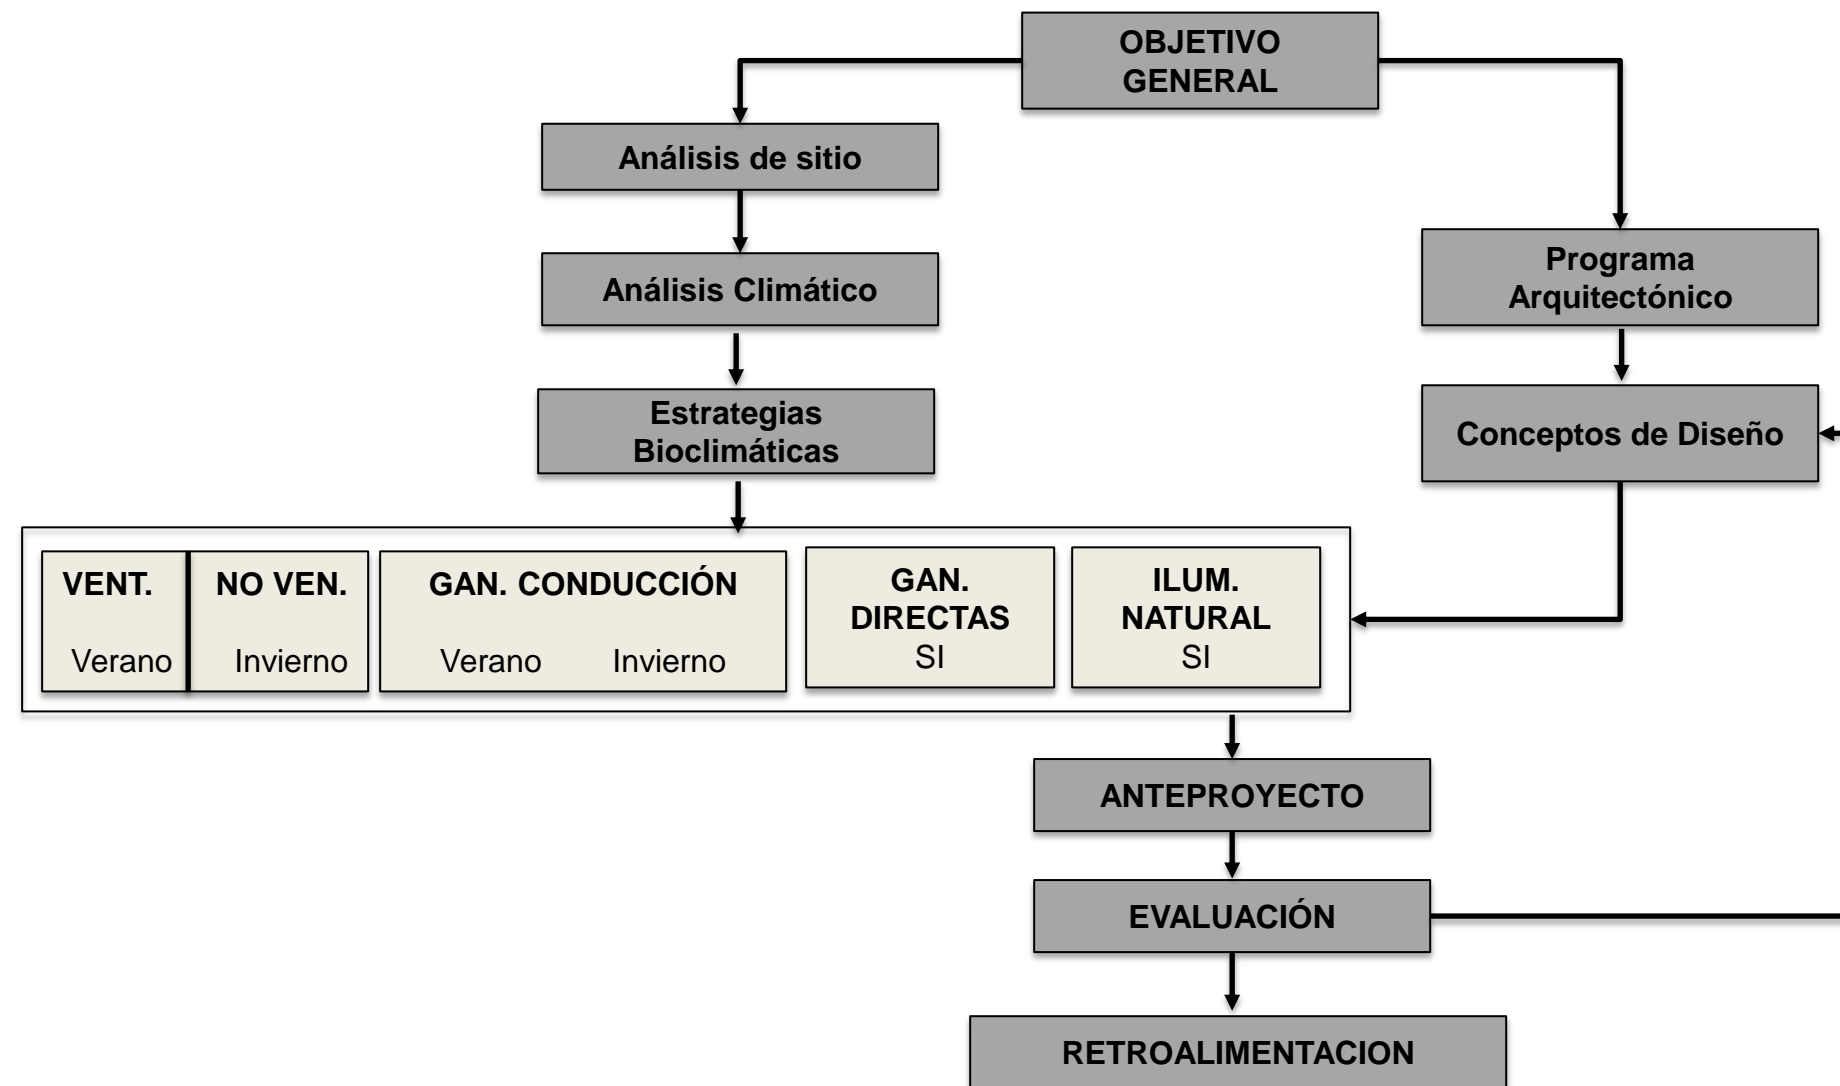 OBJETIVO
GENERAL
Análisis de sitio
Análisis Climático
Programa
Arquitectónico
Estrategias
Bioclimáticas
Conceptos de Diseño
VENT.
Verano
NO VEN.
Invierno
GAN. CONDUCCIÓN
Verano Invierno
GAN.
DIRECTAS
SI
ILUM.
NATURAL
SI
ANTEPROYECTO
EVALUACIÓN
RETROALIMENTACION